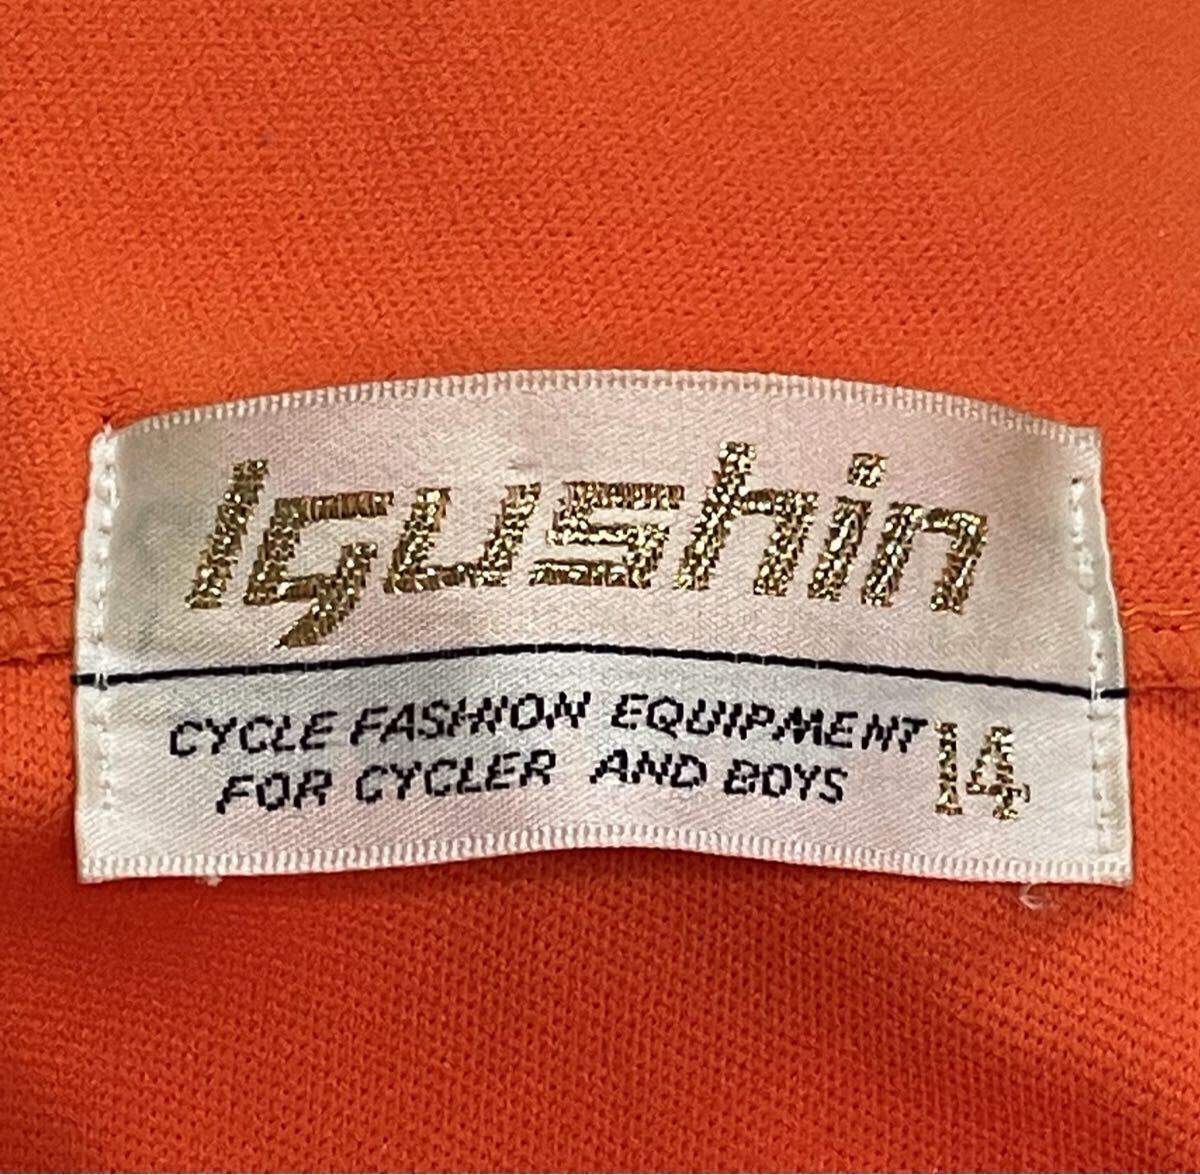 Igushin
CYCLE FASHION EQUIPMENT
FOR CYCLER AND BOYS 14